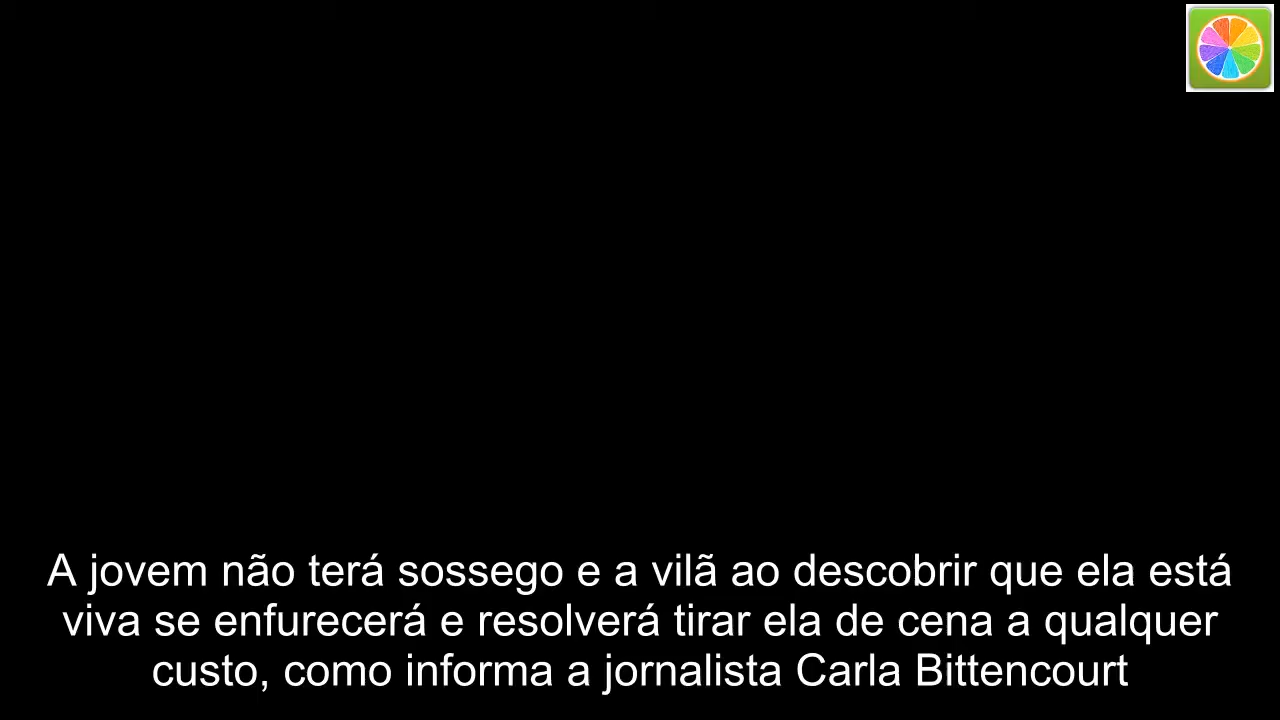 A jovem não terá sossego e a vilã ao descobrir que ela está
viva se enfurecerá e resolverá tirar ela de cena a qualquer
custo, como informa a jornalista Carla Bittencourt